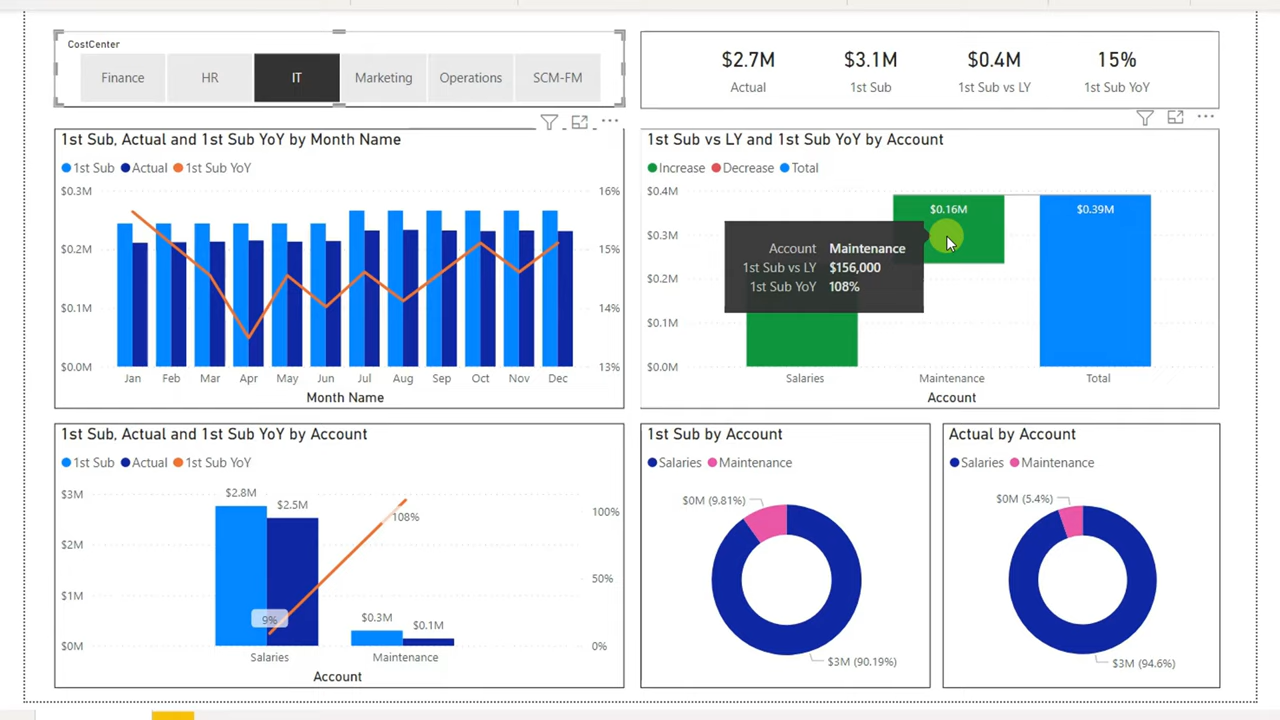 CostCenter
Finance HR IT Marketing Operations SCM-FM
$2.7M $3.1M $0.4M 15%
Actual 1st Sub 1st Sub vs LY 1st Sub YoY
1st Sub, Actual and 1st Sub YoY by Month Name
1st Sub Actual 1st Sub YoY
$0.3M 16%
$0.2M 15%
$0.1M 14%
$0.0M 13%
Jan Feb Mar Apr May Jun Jul Aug Sep Oct Nov Dec
Month Name
1st Sub vs LY and 1st Sub YoY by Account
Increase Decrease Total
$0.4M
$0.16M $0.39M
$0.3M
Account Maintenance
1st Sub vs LY $156,000
1st Sub YoY 108%
$0.2M
$0.1M
$0.0M
Salaries Maintenance Total
Account
1st Sub, Actual and 1st Sub YoY by Account
1st Sub Actual 1st Sub YoY
$3M $2.8M $2.5M 108% 100%
$2M
50%
$1M 9% $0.3M $0.1M
$0M 0%
Salaries Maintenance
Account
1st Sub by Account
Salaries Maintenance
$0M (9.81%)
$3M (90.19%)
Actual by Account
Salaries Maintenance
$0M (5.4%)
$3M (94.6%)